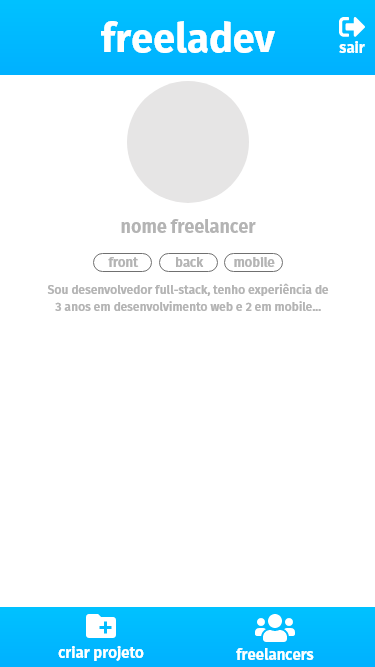 freeladev
sair
nome freelancer
front back mobile
Sou desenvolvedor full-stack, tenho experiência de
3 anos em desenvolvimento web e 2 em mobile...
criar projeto
freelancers